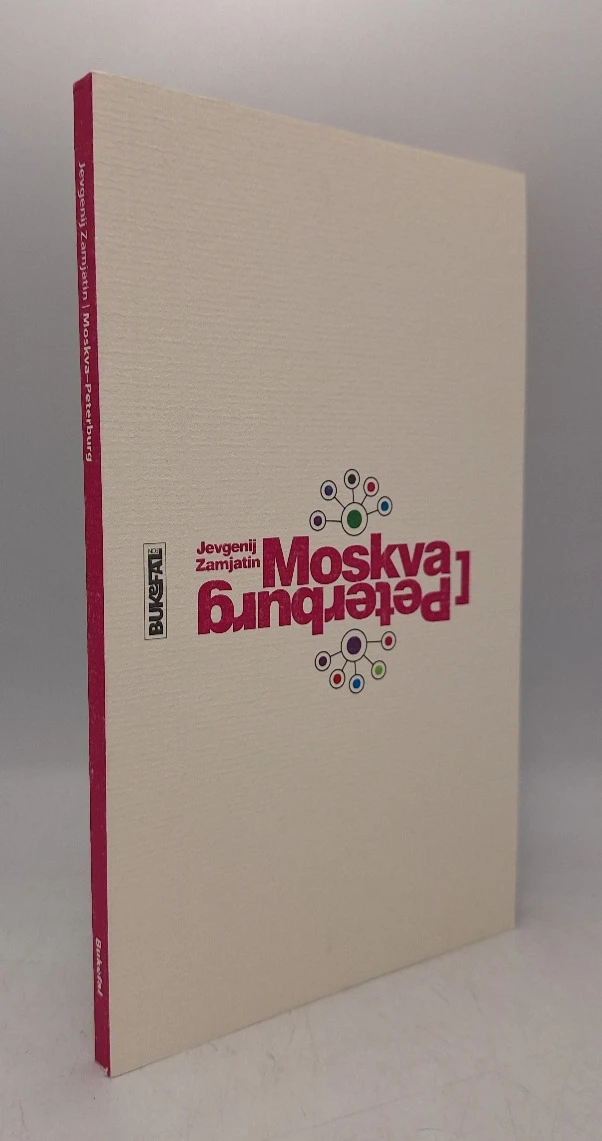 Jevgenij Zamjatin | Moskva–Peterburg
Bukefal
BUKeFAL
Jevgenij
Zamjatin
Moskva
Peterburg